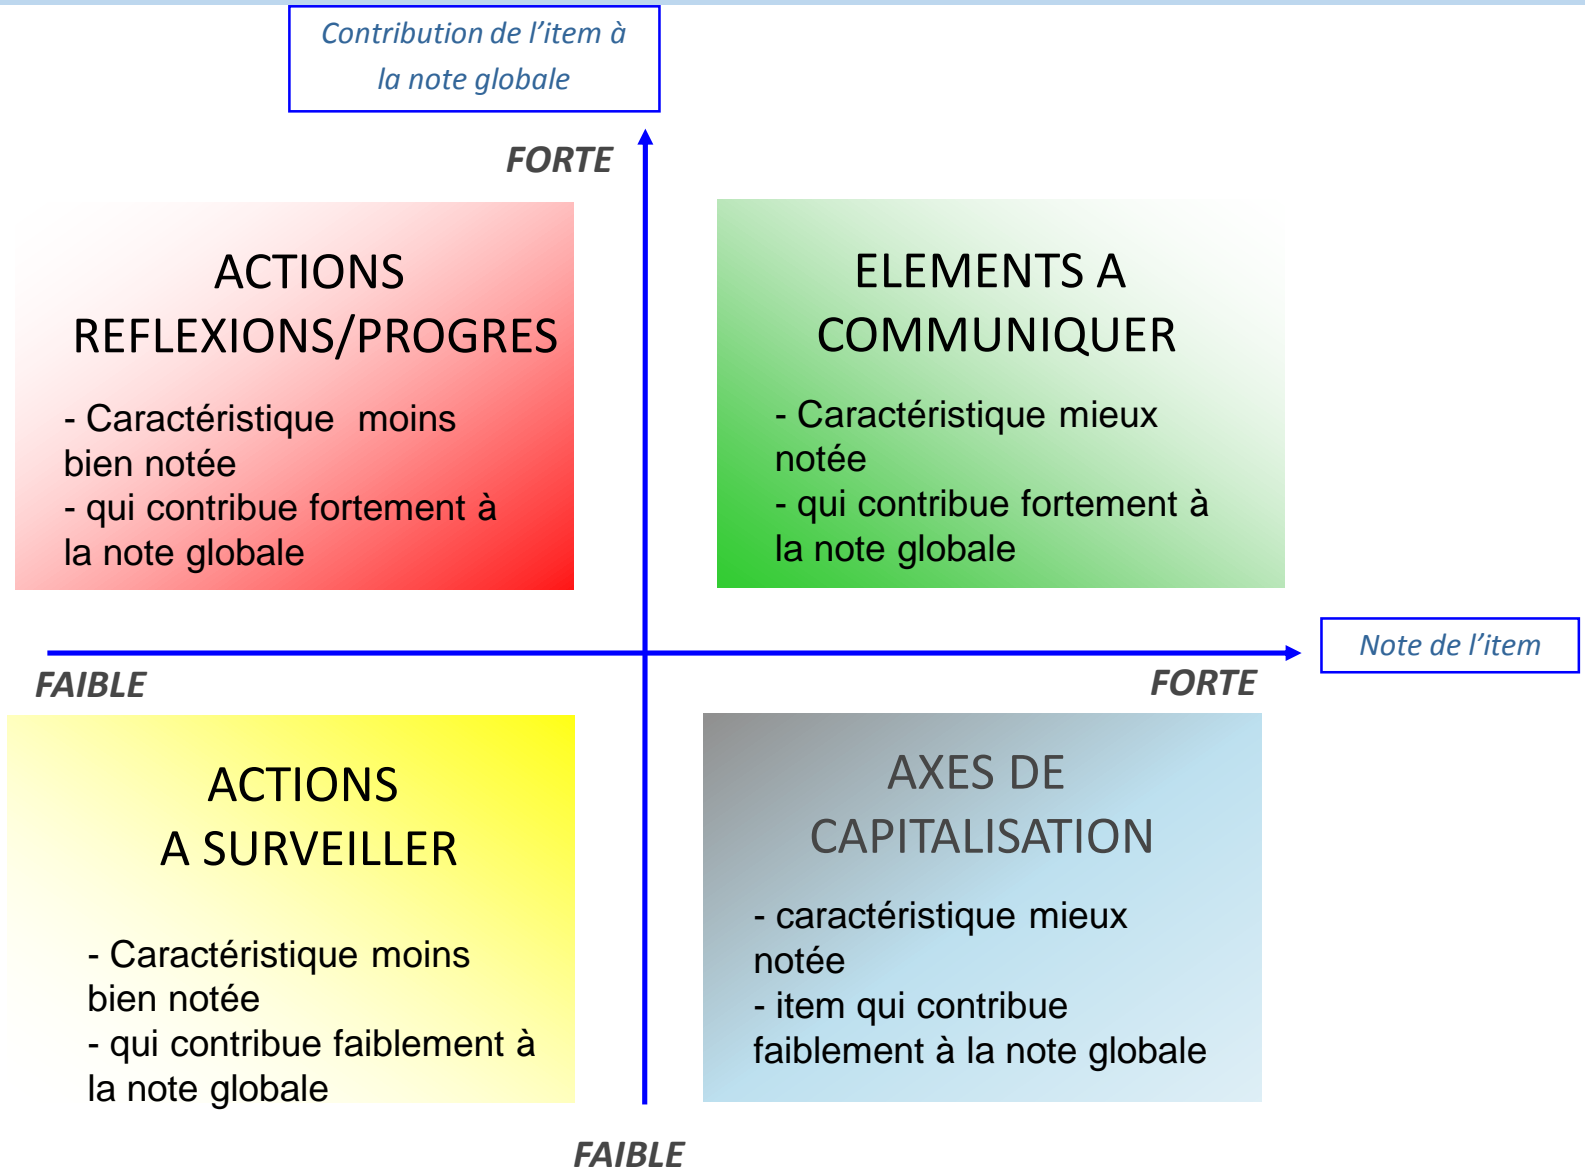 Contribution de l’item à
la note globale
FORTE
ACTIONS
REFLEXIONS/PROGRES
- Caractéristique  moins
bien notée
- qui contribue fortement à
la note globale
ELEMENTS A
COMMUNIQUER
- Caractéristique mieux
notée
- qui contribue fortement à
la note globale
Note de l’item
FAIBLE
FORTE
ACTIONS
A SURVEILLER
- Caractéristique moins
bien notée
- qui contribue faiblement à
la note globale
AXES DE
CAPITALISATION
- caractéristique mieux
notée
- item qui contribue
faiblement à la note globale
FAIBLE